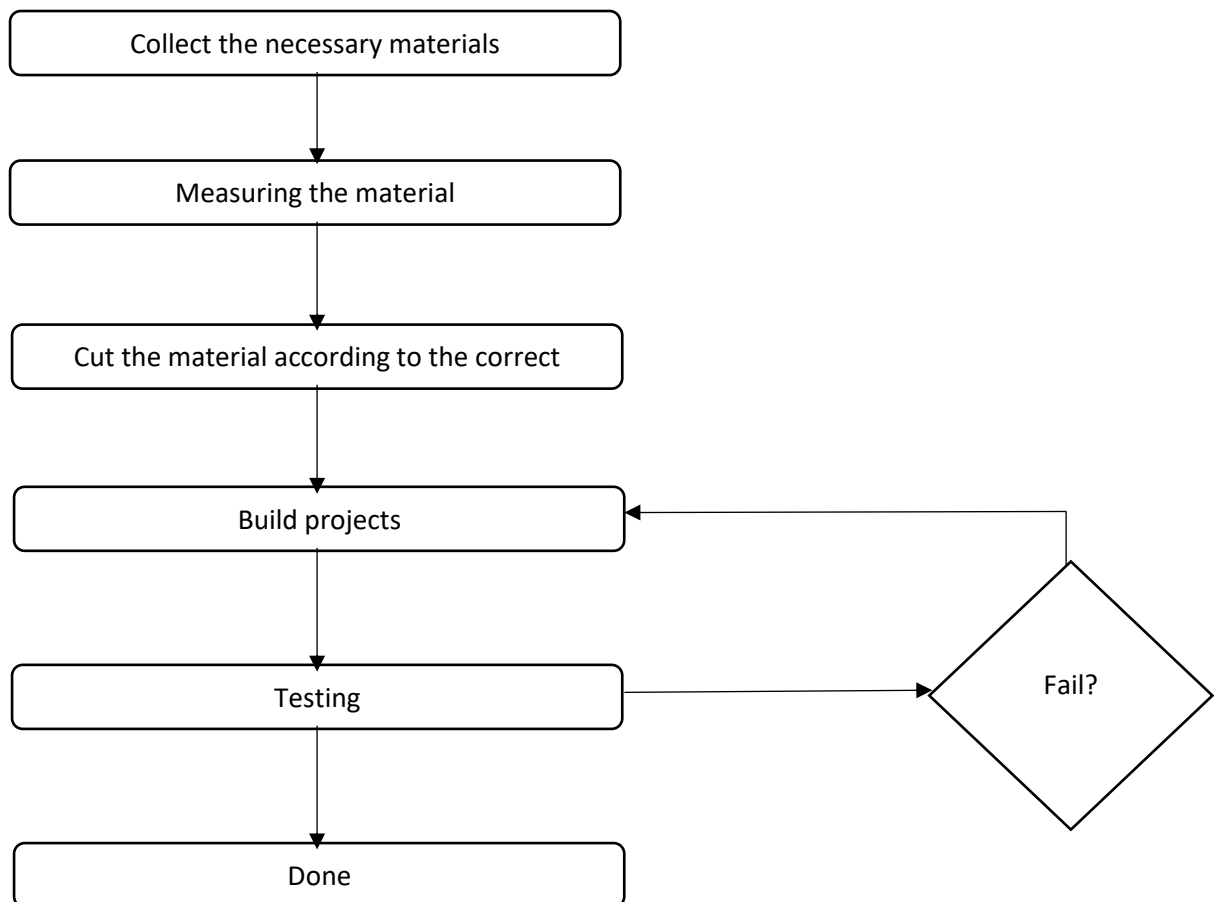 Collect the necessary materials
Measuring the material
Cut the material according to the correct
Build projects
Testing
Fail?
Done